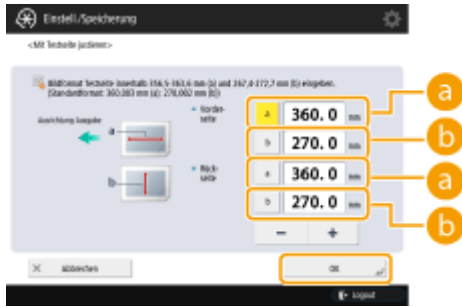 Einstell./Speicherung
<Mit Testseite justieren>
Bildformat Testseite innerhalb 356,5-363,6 mm (a) und 267,4-272,7 mm (b) eingeben.
(Standardformat: 360,003 mm (a); 270,002 mm (b))
Ausrichtung Ausgabe
a
b
Vorder-
seite
Rück-
seite
a 360. 0 mm
b 270. 0 mm
a 360. 0 mm
b 270. 0 mm
a
b
a
b
- +
Abbrechen
OK
Logout